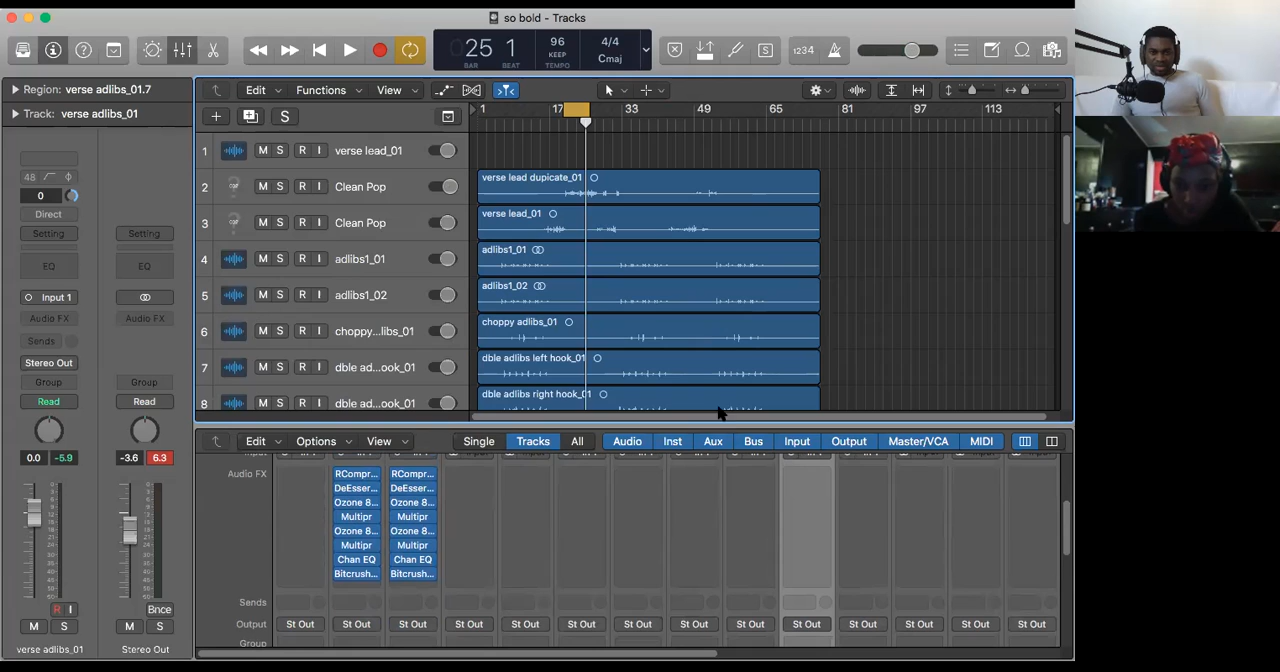 so bold - Tracks
25 1
BAR BEAT
96
KEEP
TEMPO
4/4
Cmaj
1234
Region: verse adlibs_01.7
Track: verse adlibs_01
Edit Functions View
1 17 33 49 65 81 97 113
S
1 M S R I verse lead_01
2 M S R I Clean Pop
3 M S R I Clean Pop
4 M S R I adlibs1_01
5 M S R I adlibs1_02
6 M S R I choppy...libs_01
7 M S R I dble ad...ook_01
8 M S R I dble ad...ook_01
verse lead dupicate_01
verse lead_01
adlibs1_01
adlibs1_02
choppy adlibs_01
dble adlibs left hook_01
dble adlibs right hook_01
48
0
Direct
Setting Setting
EQ EQ
Input 1
Audio FX Audio FX
Sends
Stereo Out
Group Group
Read Read
0.0 -5.9 -3.6 6.3
R I Bnce
M S M S
verse adlibs_01 Stereo Out
Edit Options View Single Tracks All Audio Inst Aux Bus Input Output Master/VCA MIDI
Audio FX
RCompr... RCompr...
DeEsser... DeEsser...
Ozone 8... Ozone 8...
Multipr Multipr
Ozone 8... Ozone 8...
Multipr Multipr
Chan EQ Chan EQ
Bitcrush... Bitcrush...
Sends
Output St Out St Out St Out St Out St Out St Out St Out St Out St Out St Out St Out St Out St Out St Out
Group